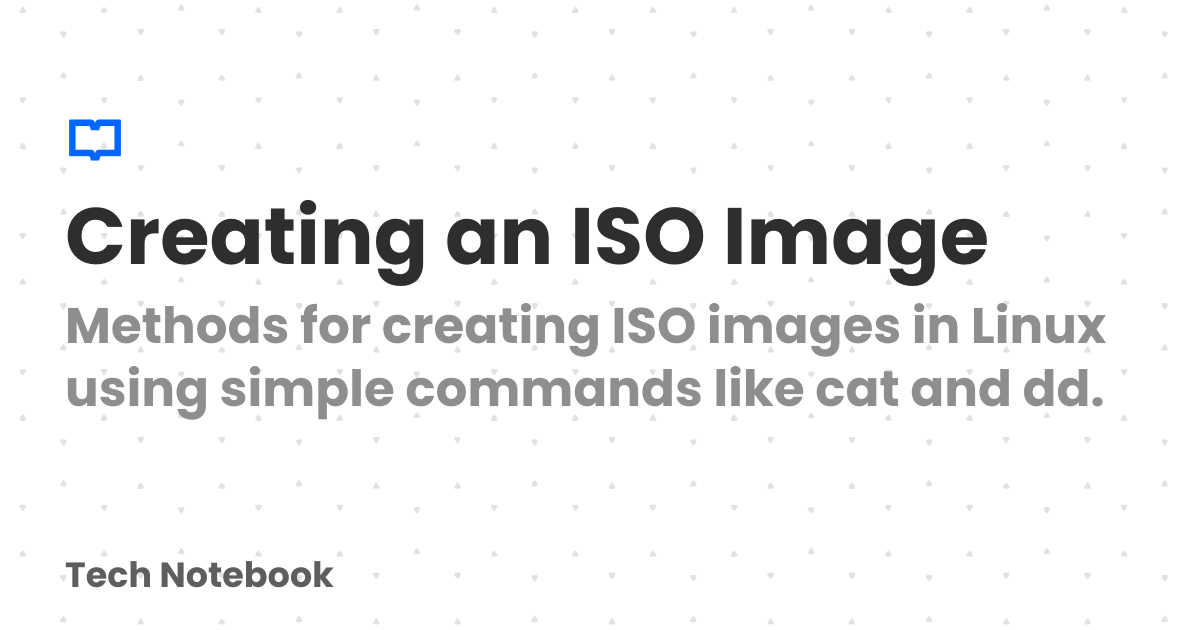 Creating an ISO Image
Methods for creating ISO images in Linux
using simple commands like cat and dd.
Tech Notebook